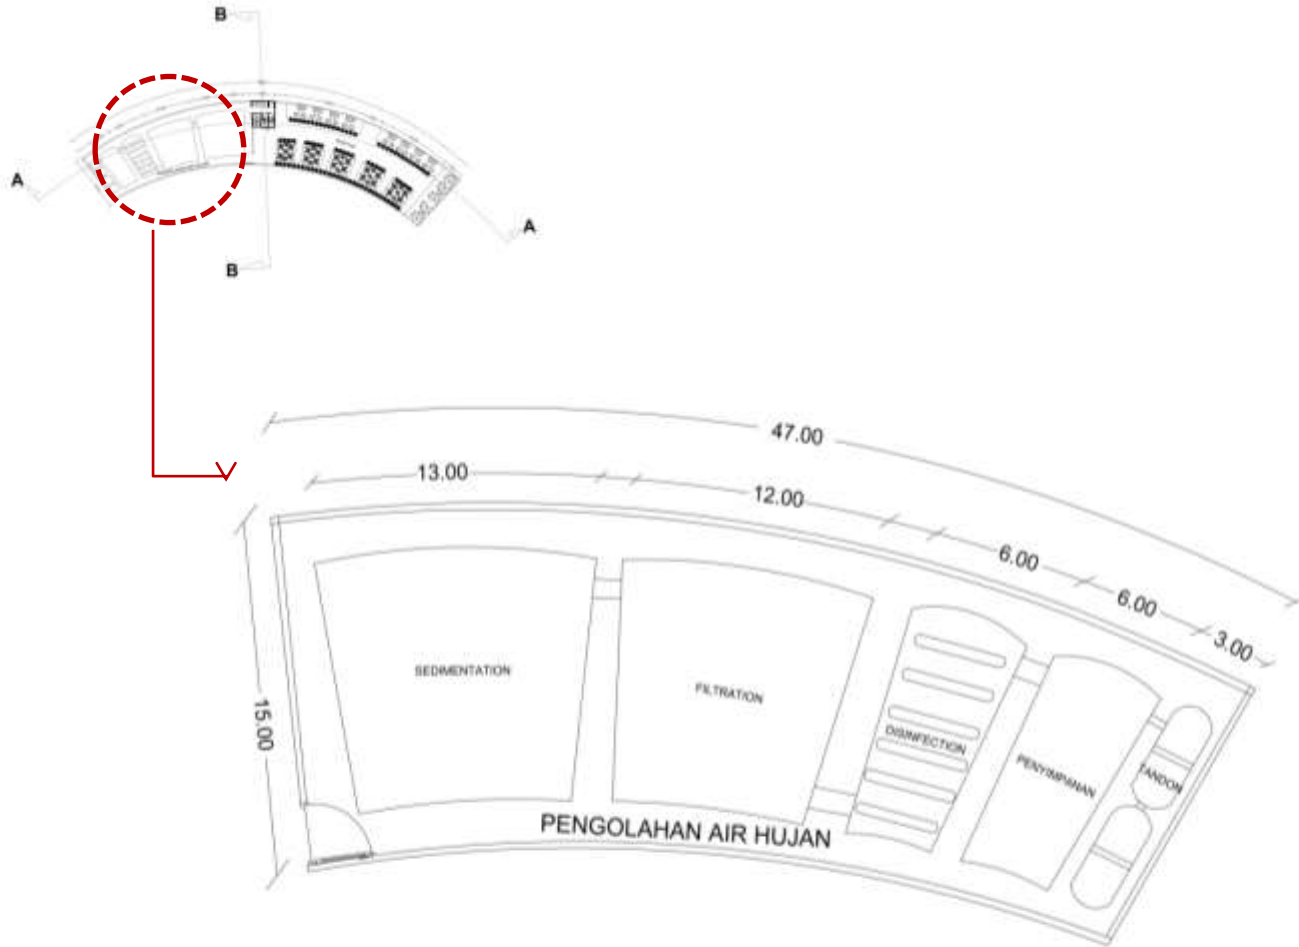 B
A
A
B
47.00
13.00
12.00
6.00
6.00
3.00
15.00
SEDIMENTATION
FILTRATION
DISINFECTION
PENYIMPANAN
TANDON
PENGOLAHAN AIR HUJAN